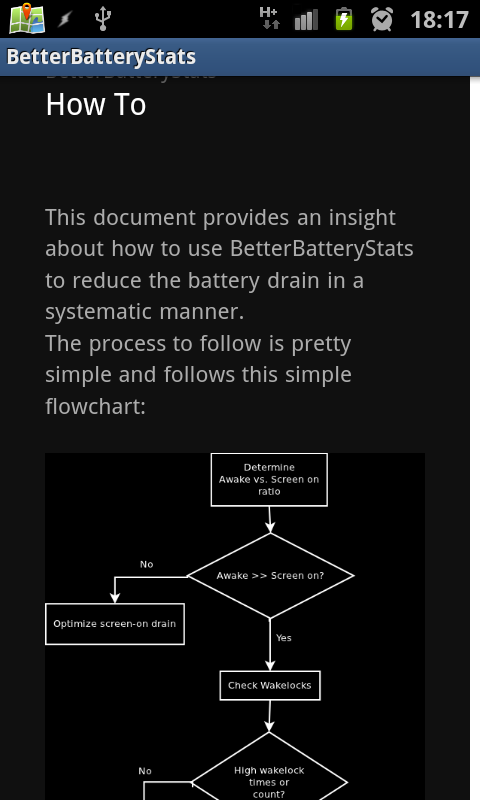 H+
18:17
BetterBatteryStats
BetterBatteryStats
How To
This document provides an insight
about how to use BetterBatteryStats
to reduce the battery drain in a
systematic manner.
The process to follow is pretty
simple and follows this simple
flowchart:
Determine
Awake vs. Screen on
ratio
No
Awake >> Screen on?
Optimize screen-on drain
Yes
Check Wakelocks
No
High wakelock
times or
count?